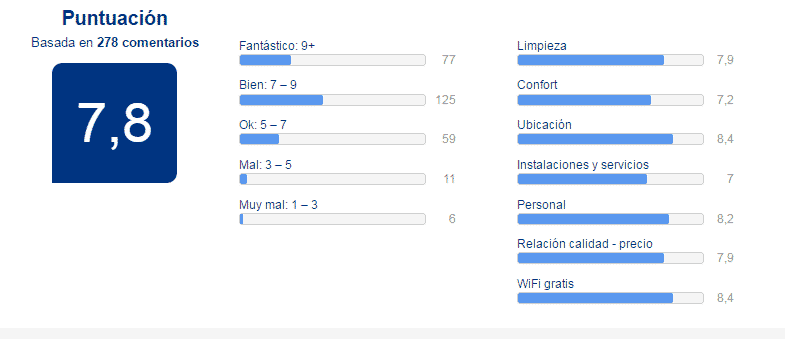 Puntuación
Basada en 278 comentarios
7,8
Fantástico: 9+
77
Bien: 7 – 9
125
Ok: 5 – 7
59
Mal: 3 – 5
11
Muy mal: 1 – 3
6
Limpieza
7,9
Confort
7,2
Ubicación
8,4
Instalaciones y servicios
7
Personal
8,2
Relación calidad - precio
7,9
WiFi gratis
8,4